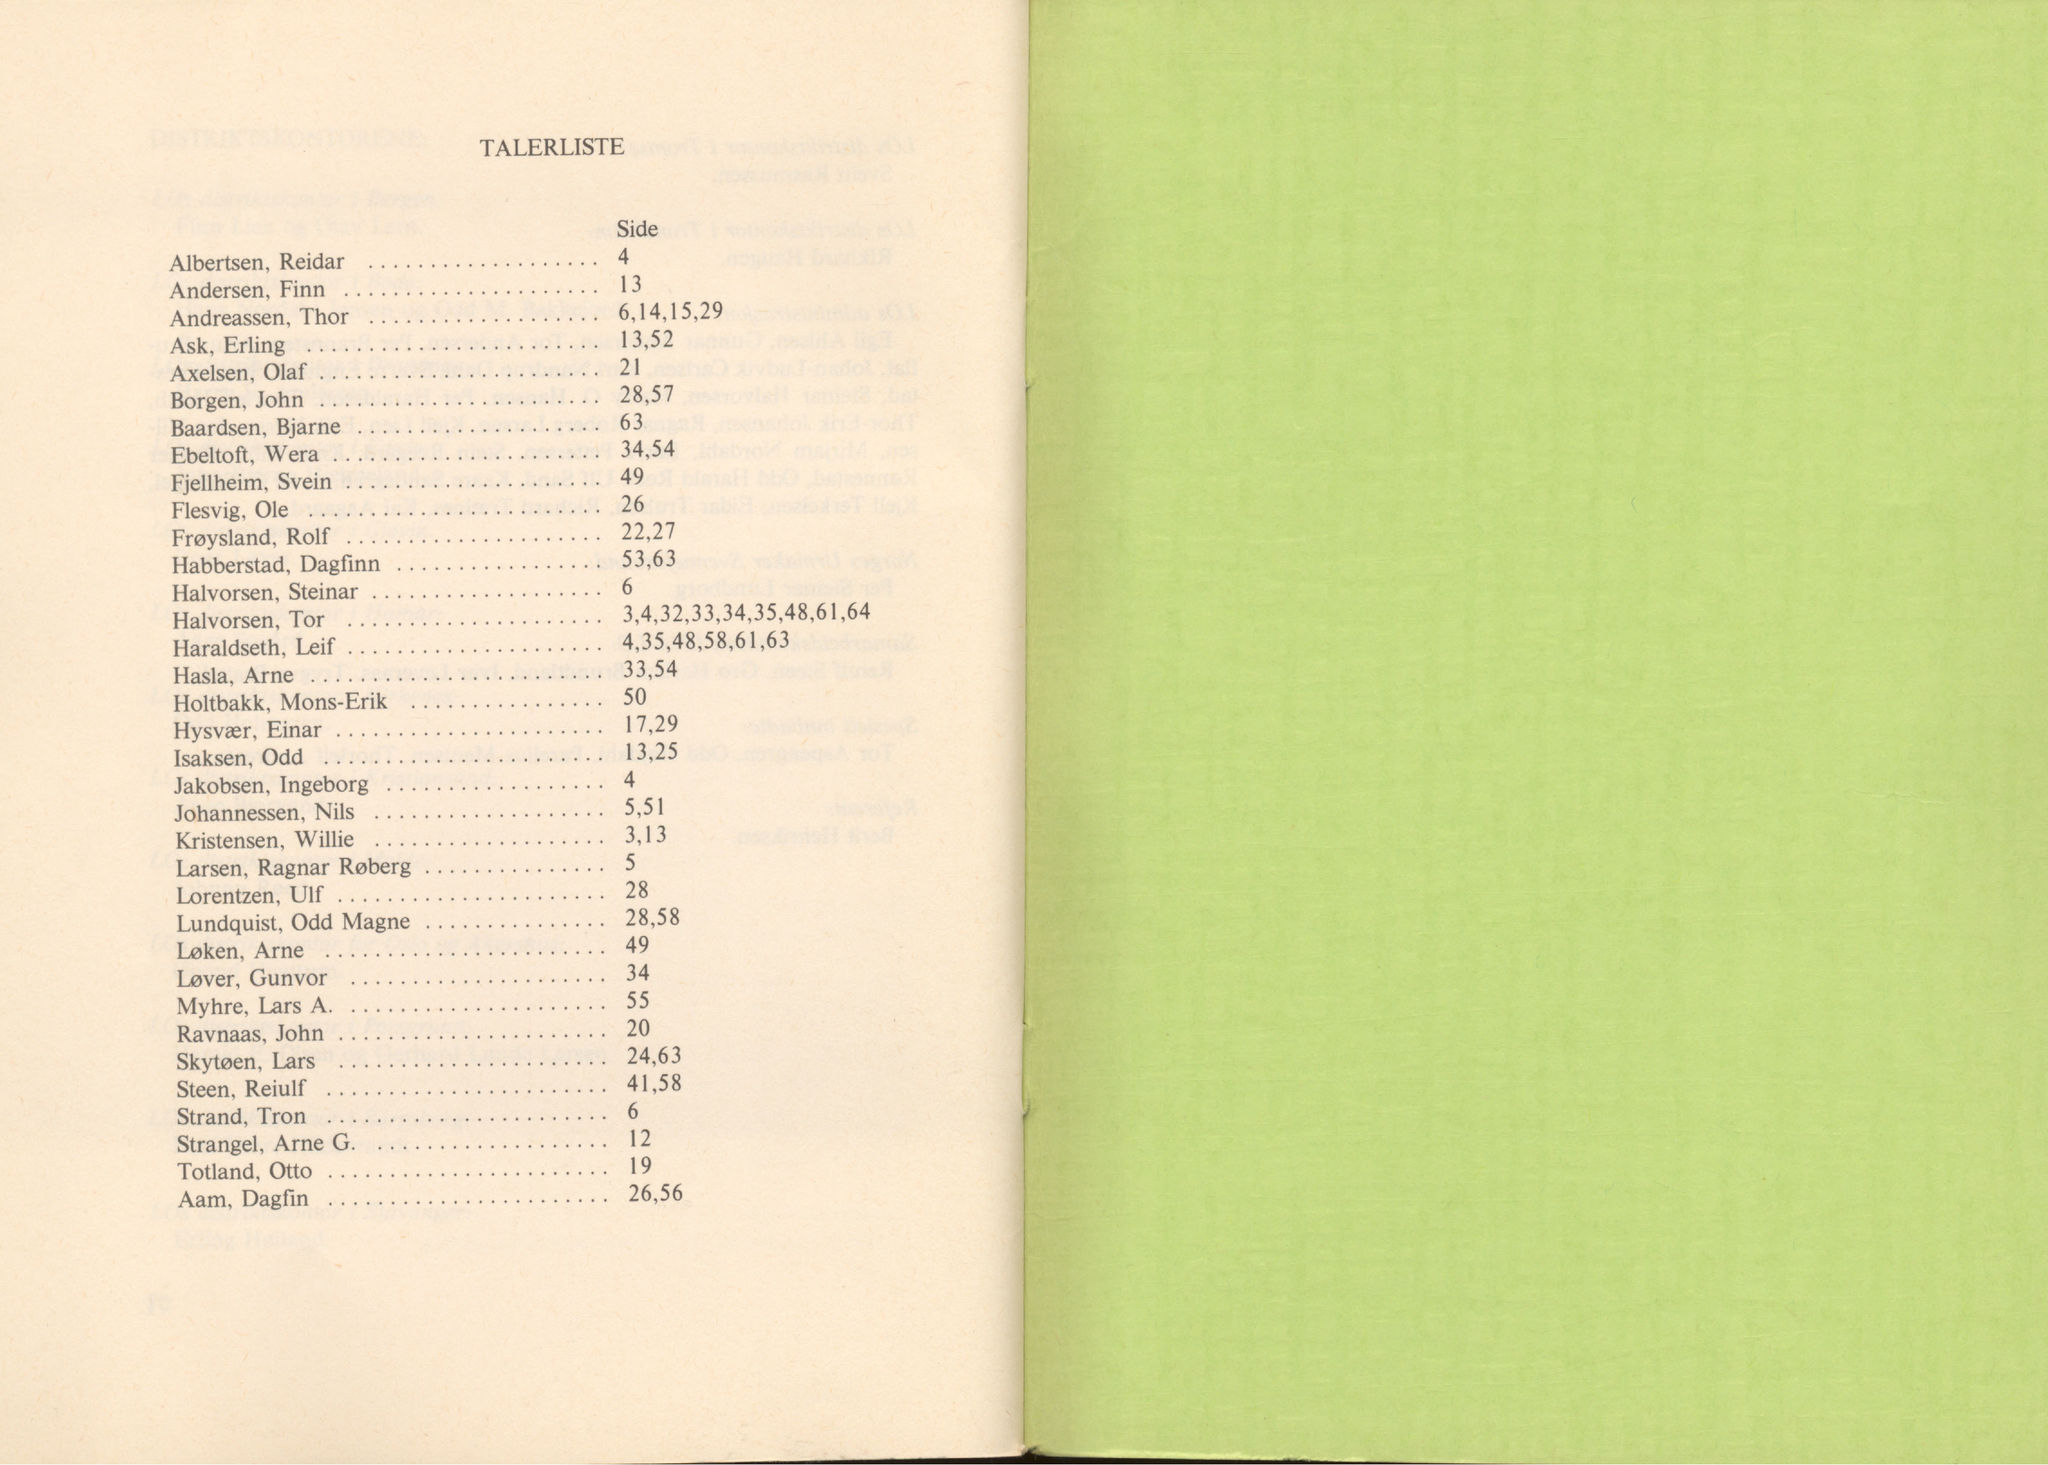 TALERLISTE
Side
Albertsen, Reidar ................... 4
Andersen, Finn ..................... 13
Andreassen, Thor ................... 6,14,15,29
Ask, Erling ........................ 13,52
Axelsen, Olaf ....................... 21
Borgen, John ....................... 28,57
Baardsen, Bjarne .................... 63
Ebeltoft, Wera ...................... 34,54
Fjellheim, Svein ..................... 49
Flesvig, Ole ........................ 26
Frøysland, Rolf ..................... 22,27
Habberstad, Dagfinn ................. 53,63
Halvorsen, Steinar ................... 6
Halvorsen, Tor ..................... 3,4,32,33,34,35,48,61,64
Haraldseth, Leif ..................... 4,35,48,58,61,63
Hasla, Arne ........................ 33,54
Holtbakk, Mons-Erik ................ 50
Hysvær, Einar ...................... 17,29
Isaksen, Odd ....................... 13,25
Jakobsen, Ingeborg .................. 4
Johannessen, Nils ................... 5,51
Kristensen, Willie ................... 3,13
Larsen, Ragnar Røberg ............... 5
Lorentzen, Ulf ...................... 28
Lundquist, Odd Magne ............... 28,58
Løken, Arne ....................... 49
Løver, Gunvor ..................... 34
Myhre, Lars A. ..................... 55
Ravnaas, John ...................... 20
Skytøen, Lars ...................... 24,63
Steen, Reiulf ....................... 41,58
Strand, Tron ....................... 6
Strangel, Arne G. ................... 12
Totland, Otto ....................... 19
Aam, Dagfin ....................... 26,56